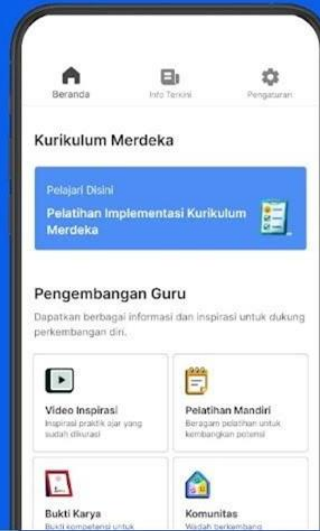 Beranda
Info Terkini
Pengaturan
Kurikulum Merdeka
Pelajari Disini
Pelatihan Implementasi Kurikulum
Merdeka
Pengembangan Guru
Dapatkan berbagai informasi dan inspirasi untuk dukung
perkembangan diri.
Video Inspirasi
Inspirasi praktik ajar yang
sudah dikurasi
Pelatihan Mandiri
Beragam pelatihan untuk
kembangkan potensi
Bukti Karya
Bukti kompetensi untuk
Komunitas
Wadah berkembang